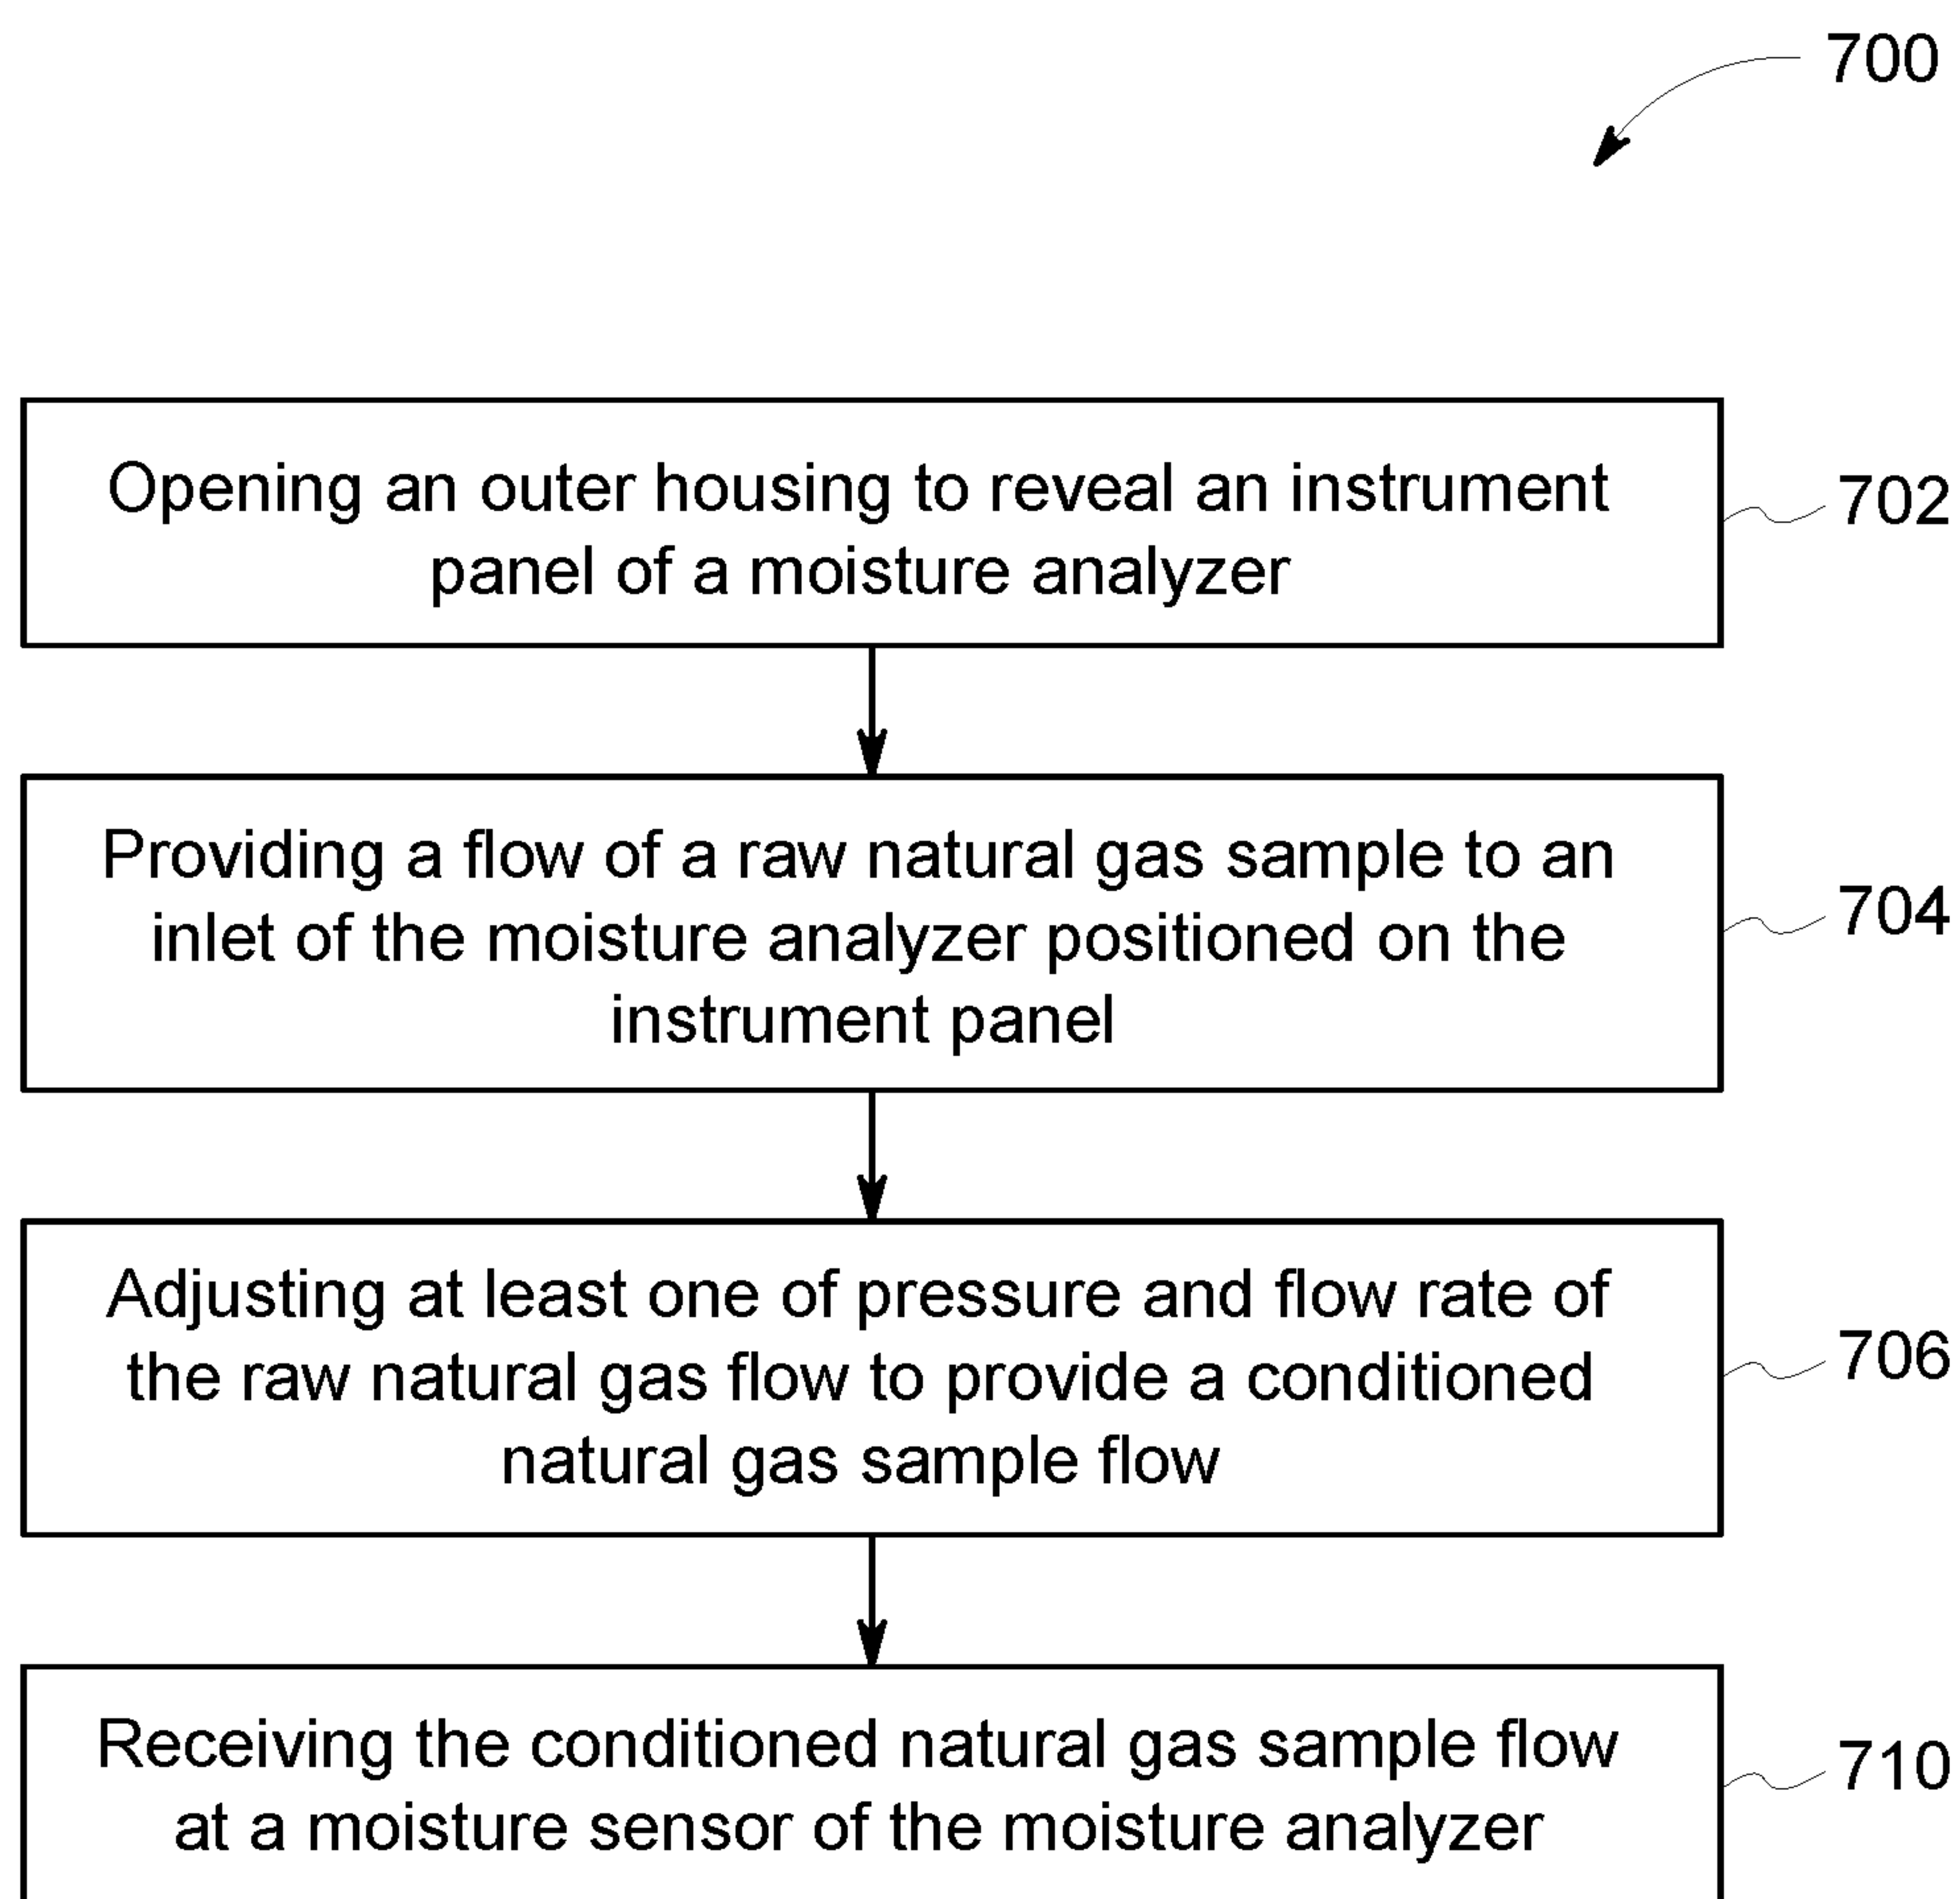 700
Opening an outer housing to reveal an instrument
panel of a moisture analyzer
702
Providing a flow of a raw natural gas sample to an
inlet of the moisture analyzer positioned on the
instrument panel
704
Adjusting at least one of pressure and flow rate of
the raw natural gas flow to provide a conditioned
natural gas sample flow
706
Receiving the conditioned natural gas sample flow
at a moisture sensor of the moisture analyzer
710